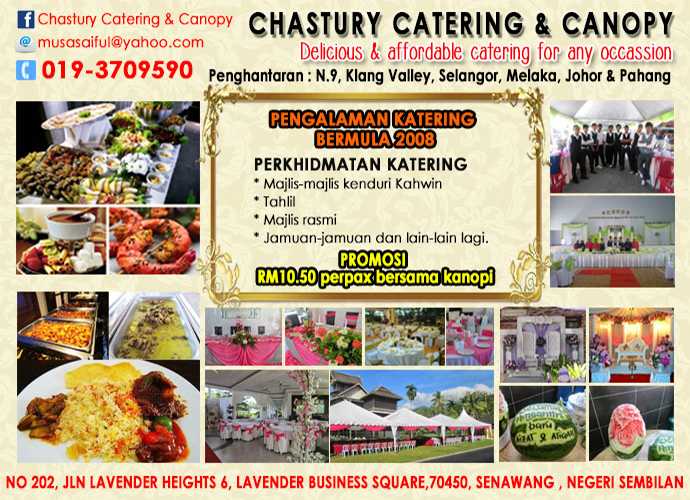 Chastury Catering & Canopy
musasaiful@yahoo.com
019-3709590
CHASTURY CATERING & CANOPY
Delicious & affordable catering for any occassion
Penghantaran : N.9, Klang Valley, Selangor, Melaka, Johor & Pahang
PENGALAMAN KATERING
BERMULA 2008
PERKHIDMATAN KATERING
* Majlis-majlis kenduri Kahwin
* Tahlil
* Majlis rasmi
* Jamuan-jamuan dan lain-lain lagi.
PROMOSI
RM10.50 perpax bersama kanopi
baru
NO 202, JLN LAVENDER HEIGHTS 6, LAVENDER BUSINESS SQUARE,70450, SENAWANG , NEGERI SEMBILAN